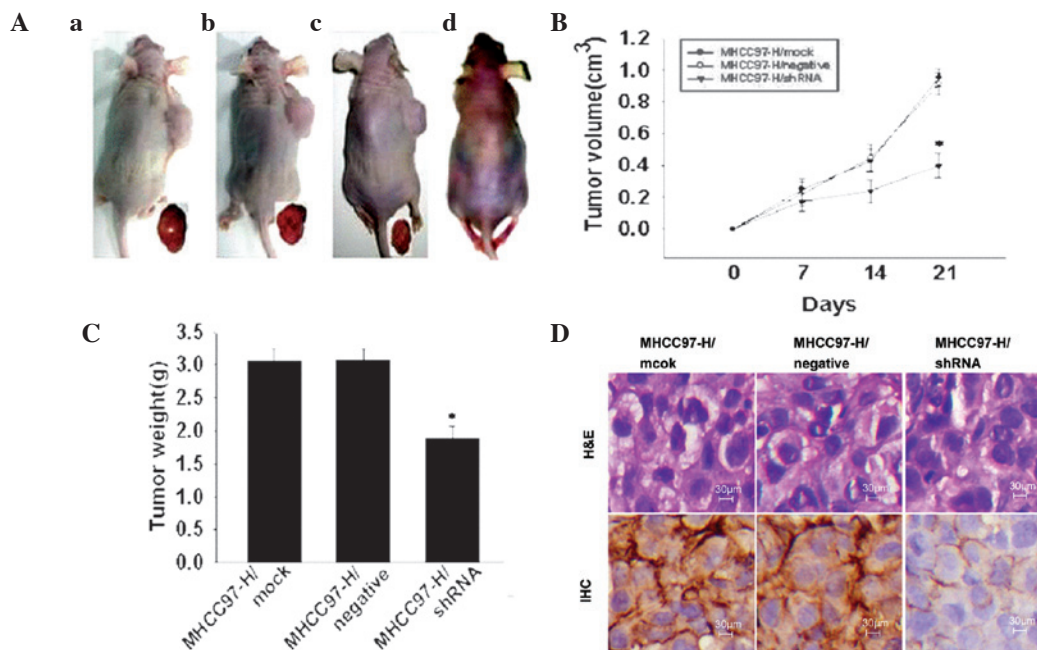 A
a
b
c
d
B
Tumor volume(cm3)
1.2
1.0
0.8
0.6
0.4
0.2
0.0
MHCC97-H/mock
MHCC97-H/negative
MHCC97-H/shRNA
0
7
14
21
Days
C
Tumor weight(g)
3.5
3.0
2.5
2.0
1.5
1.0
0.5
0.0
MHCC97-H/
mock
MHCC97-H/
negative
MHCC97-H/
shRNA
D
MHCC97-H/
mcok
MHCC97-H/
negative
MHCC97-H/
shRNA
H&E
30µm
30µm
30µm
IHC
30µm
30µm
30µm